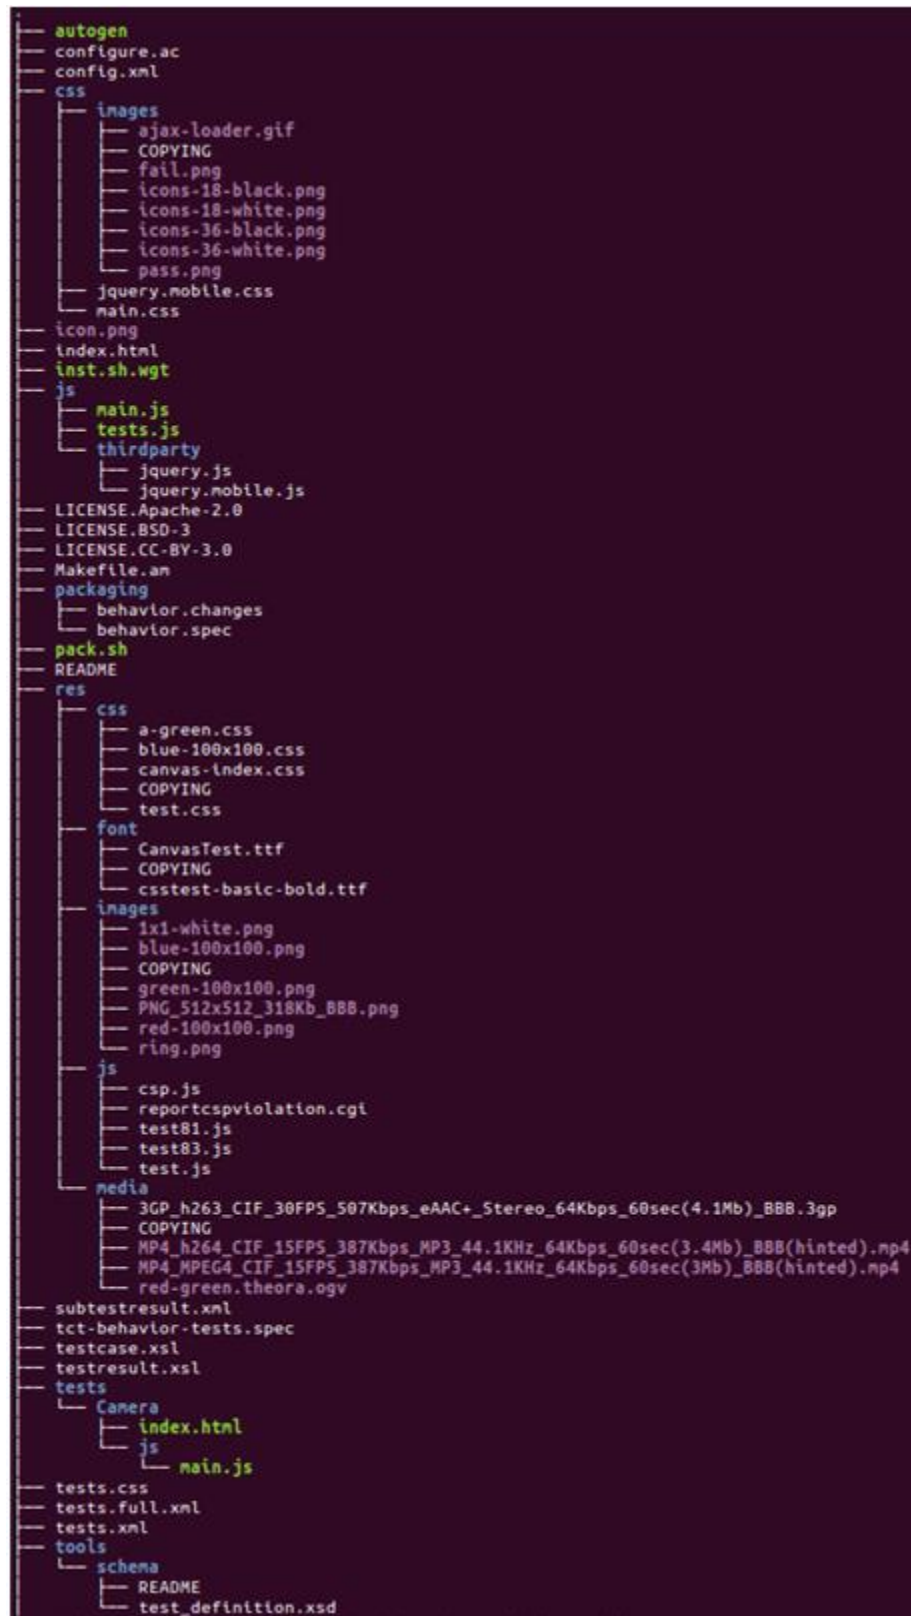 .
├── autogen
├── configure.ac
├── config.xml
├── css
│   ├── images
│   │   ├── ajax-loader.gif
│   │   ├── COPYING
│   │   ├── fail.png
│   │   ├── icons-18-black.png
│   │   ├── icons-18-white.png
│   │   ├── icons-36-black.png
│   │   ├── icons-36-white.png
│   │   └── pass.png
│   ├── jquery.mobile.css
│   └── main.css
├── icon.png
├── index.html
├── inst.sh.wgt
├── js
│   ├── main.js
│   ├── tests.js
│   └── thirdparty
│       ├── jquery.js
│       └── jquery.mobile.js
├── LICENSE.Apache-2.0
├── LICENSE.BSD-3
├── LICENSE.CC-BY-3.0
├── Makefile.am
├── packaging
│   ├── behavior.changes
│   └── behavior.spec
├── pack.sh
├── README
├── res
│   ├── css
│   │   ├── a-green.css
│   │   ├── blue-100x100.css
│   │   ├── canvas-index.css
│   │   ├── COPYING
│   │   └── test.css
│   ├── font
│   │   ├── CanvasTest.ttf
│   │   ├── COPYING
│   │   └── csstest-basic-bold.ttf
│   ├── images
│   │   ├── 1x1-white.png
│   │   ├── blue-100x100.png
│   │   ├── COPYING
│   │   ├── green-100x100.png
│   │   ├── PNG_512x512_318Kb_BBB.png
│   │   ├── red-100x100.png
│   │   └── ring.png
│   ├── js
│   │   ├── csp.js
│   │   ├── reportcspviolation.cgi
│   │   ├── test81.js
│   │   ├── test83.js
│   │   └── test.js
│   └── media
│       ├── 3GP_h263_CIF_30FPS_507Kbps_eAAC+_Stereo_64Kbps_60sec(4.1Mb)_BBB.3gp
│       ├── COPYING
│       ├── MP4_h264_CIF_15FPS_387Kbps_MP3_44.1KHz_64Kbps_60sec(3.4Mb)_BBB(hinted).mp4
│       ├── MP4_MPEG4_CIF_15FPS_387Kbps_MP3_44.1KHz_64Kbps_60sec(3Mb)_BBB(hinted).mp4
│       └── red-green.theora.ogv
├── subtestresult.xml
├── tct-behavior-tests.spec
├── testcase.xsl
├── testresult.xsl
├── tests
│   └── Camera
│       ├── index.html
│       └── js
│           └── main.js
├── tests.css
├── tests.full.xml
├── tests.xml
├── tools
│   └── schema
│       ├── README
│       └── test_definition.xsd